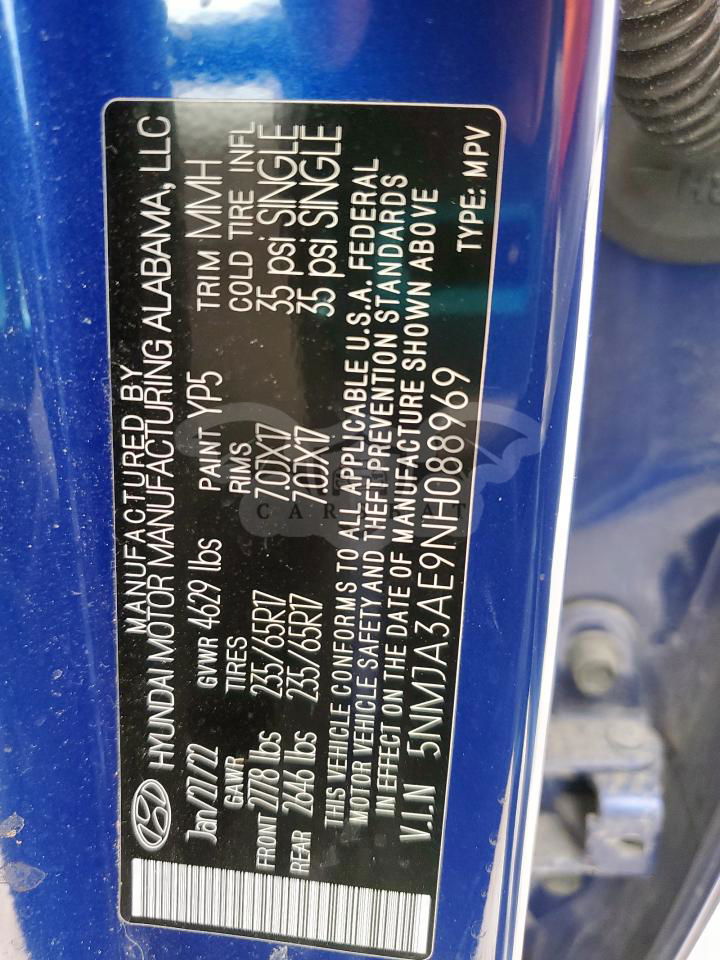 MANUFACTURED BY
HYUNDAI MOTOR MANUFACTURING ALABAMA, LLC
Jan/21/22 GVWR 4629 lbs PAINT YP5 TRIM MMH
GAWR TIRES RIMS COLD TIRE INFL
FRONT 2778 lbs 235/65R17 7.0JX17 35 psi SINGLE
REAR 2646 lbs 235/65R17 7.0JX17 35 psi SINGLE
THIS VEHICLE CONFORMS TO ALL APPLICABLE U.S.A. FEDERAL
MOTOR VEHICLE SAFETY AND THEFT PREVENTION STANDARDS
IN EFFECT ON THE DATE OF MANUFACTURE SHOWN ABOVE
V.I.N 5NMJA3AE9NH088969 TYPE: MPV